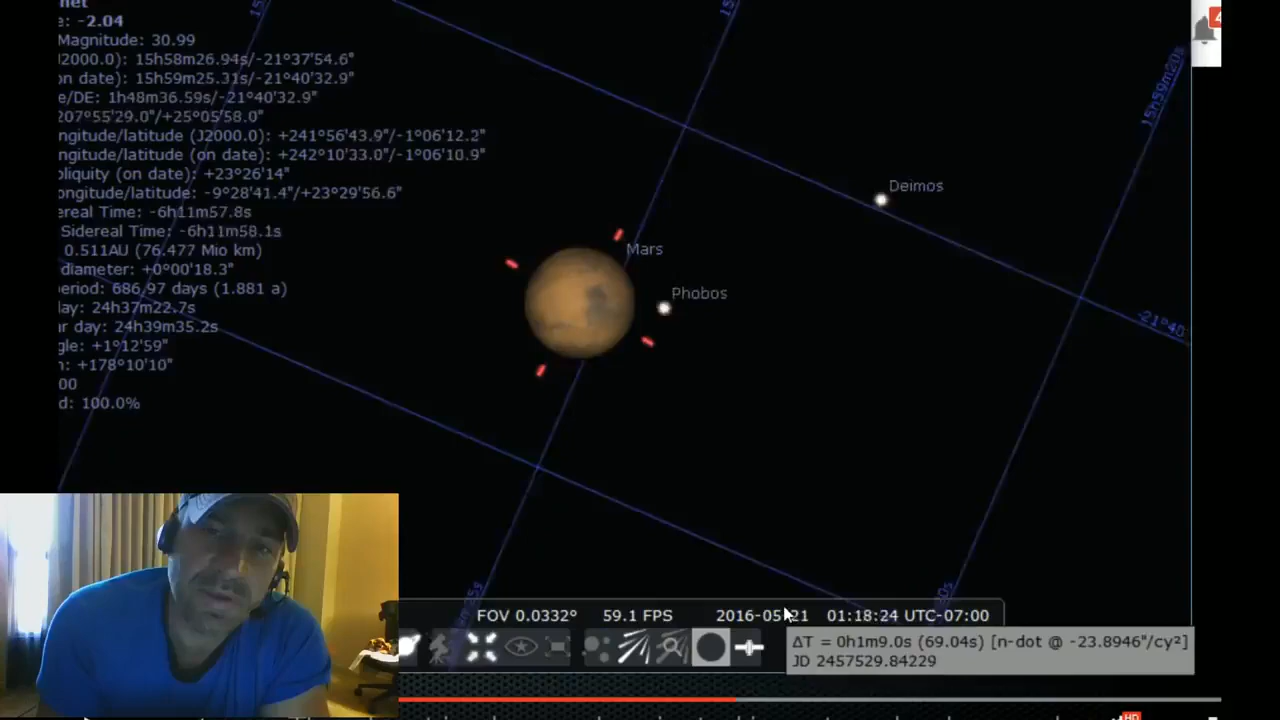 net
e: -2.04
Magnitude: 30.99
J2000.0): 15h58m26.94s/-21°37'54.6"
on date): 15h59m25.31s/-21°40'32.9"
e/DE: 1h48m36.59s/-21°40'32.9"
207°55'29.0"/+25°05'58.0"
ngitude/latitude (J2000.0): +241°56'43.9"/-1°06'12.2"
ngitude/latitude (on date): +242°10'33.0"/-1°06'10.9"
bliquity (on date): +23°26'14"
ongitude/latitude: -9°28'41.4"/+23°29'56.6"
ereal Time: -6h11m57.8s
Sidereal Time: -6h11m58.1s
0.511AU (76.477 Mio km)
diameter: +0°00'18.3"
eriod: 686.97 days (1.881 a)
lay: 24h37m22.7s
ar day: 24h39m35.2s
gle: +1°12'59"
n: +178°10'10"
00
d: 100.0%
15h59m20s
Deimos
Mars
Phobos
-21°40'
FOV 0.0332° 59.1 FPS 2016-05-21 01:18:24 UTC-07:00
ΔT = 0h1m9.0s (69.04s) [n-dot @ -23.8946"/cy²]
JD 2457529.84229
HD